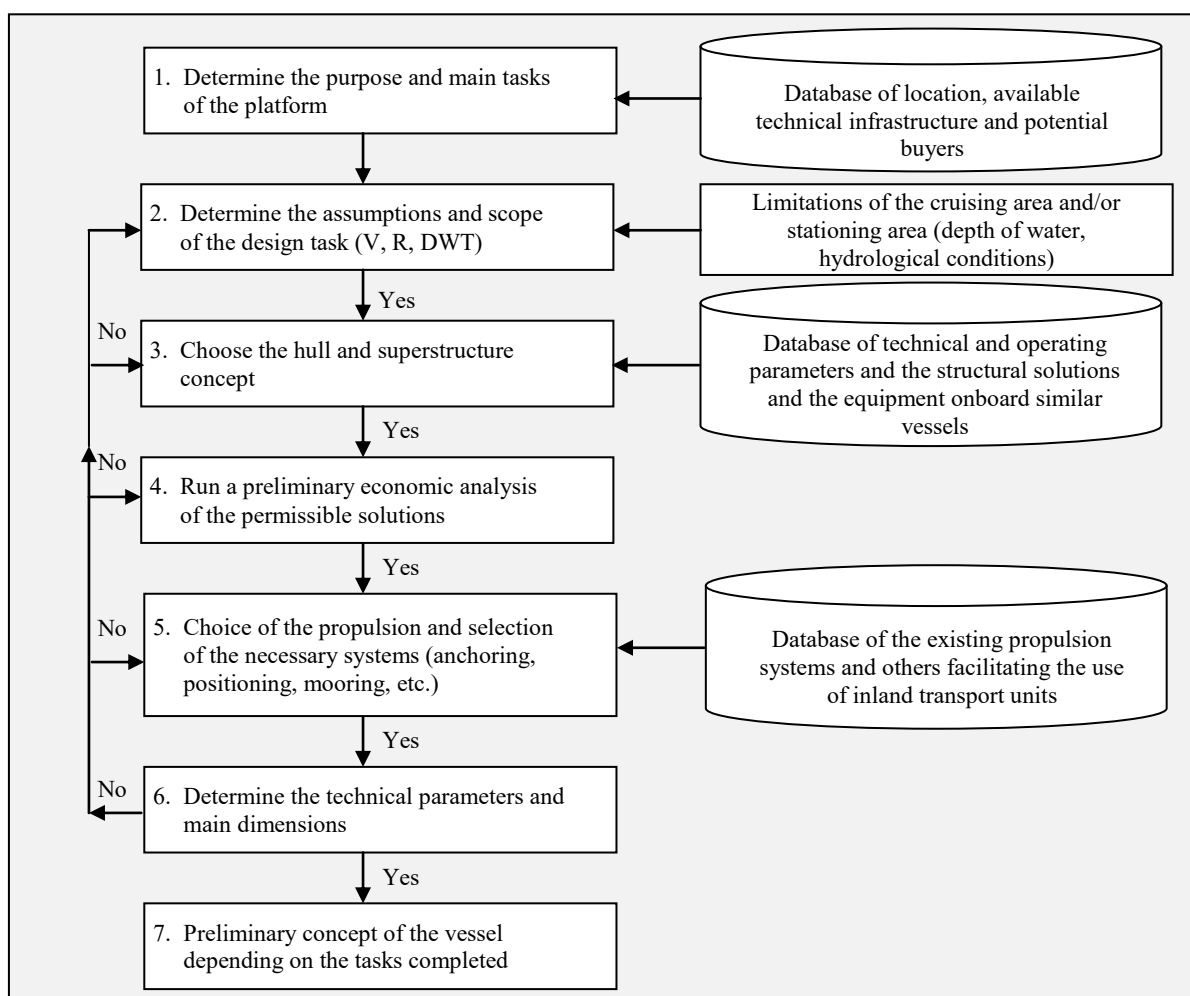 1. Determine the purpose and main tasks
of the platform
Database of location, available
technical infrastructure and potential
buyers
2. Determine the assumptions and scope
of the design task (V, R, DWT)
Limitations of the cruising area and/or
stationing area (depth of water,
hydrological conditions)
Yes
No
3. Choose the hull and superstructure
concept
Database of technical and operating
parameters and the structural solutions
and the equipment onboard similar
vessels
Yes
No
4. Run a preliminary economic analysis
of the permissible solutions
Yes
No
5. Choice of the propulsion and selection
of the necessary systems (anchoring,
positioning, mooring, etc.)
Database of the existing propulsion
systems and others facilitating the use
of inland transport units
Yes
No
6. Determine the technical parameters and
main dimensions
Yes
7. Preliminary concept of the vessel
depending on the tasks completed